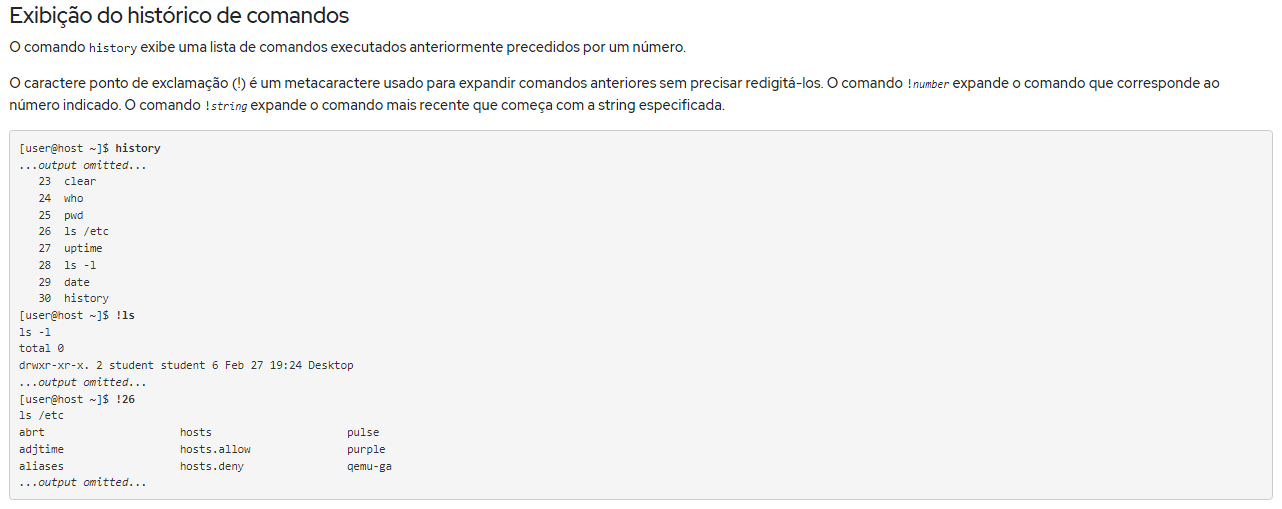 Exibição do histórico de comandos
O comando history exibe uma lista de comandos executados anteriormente precedidos por um número.
O caractere ponto de exclamação (!) é um metacaractere usado para expandir comandos anteriores sem precisar redigitá-los. O comando !number expande o comando que corresponde ao
número indicado. O comando !string expande o comando mais recente que começa com a string especificada.
[user@host ~]$ history
...output omitted...
   23  clear
   24  who
   25  pwd
   26  ls /etc
   27  uptime
   28  ls -l
   29  date
   30  history
[user@host ~]$ !ls
ls -l
total 0
drwxr-xr-x. 2 student student 6 Feb 27 19:24 Desktop
...output omitted...
[user@host ~]$ !26
ls /etc
abrt                     hosts                     pulse
adjtime                  hosts.allow               purple
aliases                  hosts.deny                qemu-ga
...output omitted...